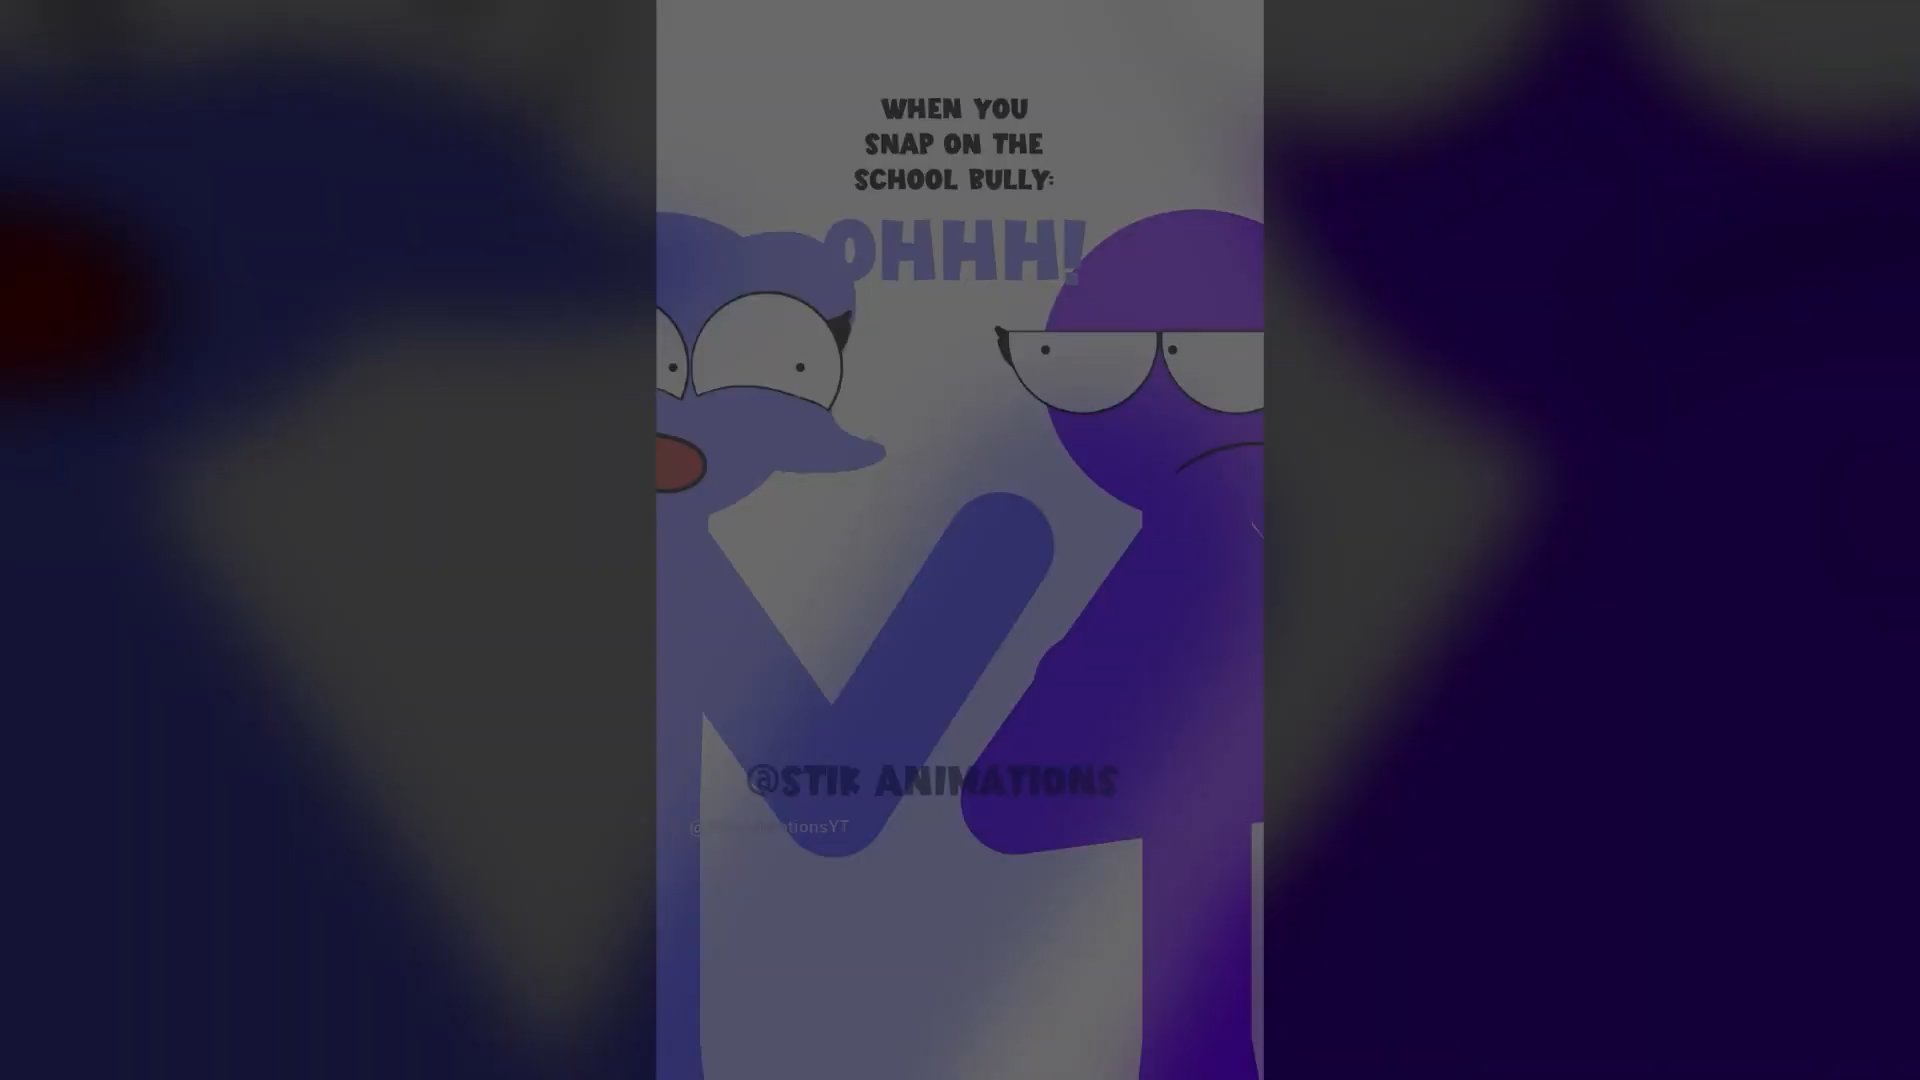 WHEN YOU
SNAP ON THE
SCHOOL BULLY:
OHHH!
@STIK ANIMATIONS